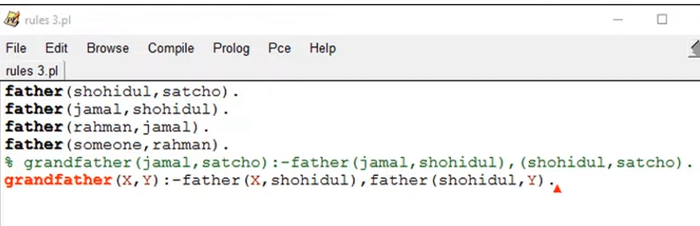 rules 3.pl
File Edit Browse Compile Prolog Pce Help
rules 3.pl
father(shohidul,satcho).
father(jamal,shohidul).
father(rahman,jamal).
father(someone,rahman).
% grandfather(jamal,satcho):-father(jamal,shohidul),(shohidul,satcho).
grandfather(X,Y):-father(X,shohidul),father(shohidul,Y).